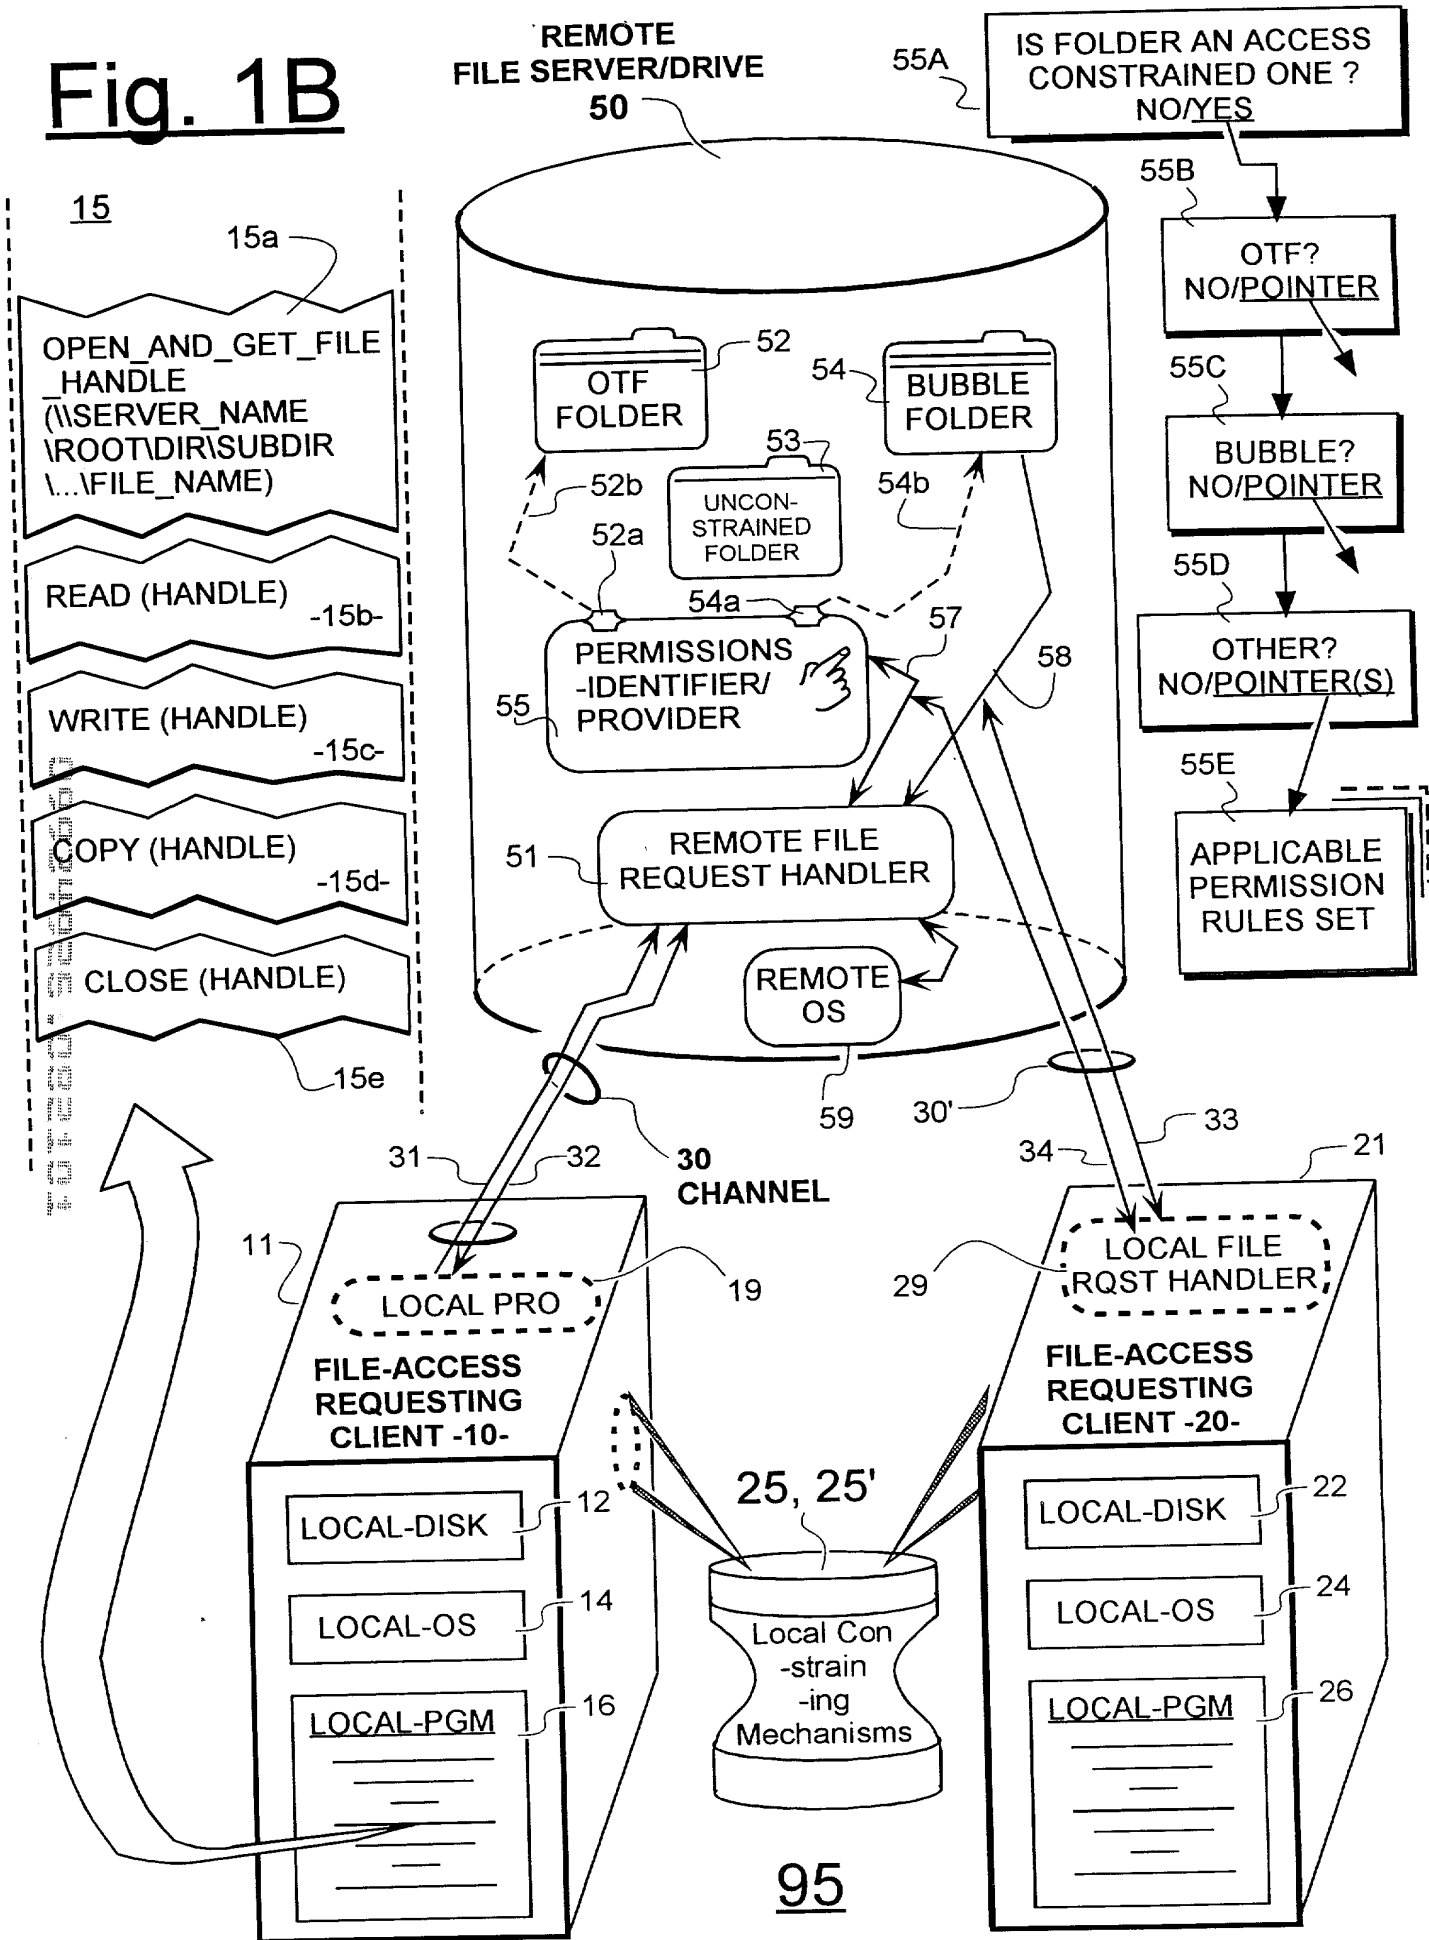 Fig. 1B
REMOTE
FILE SERVER/DRIVE
50
55A
IS FOLDER AN ACCESS
CONSTRAINED ONE ?
NO/YES
55B
OTF?
NO/POINTER
55C
BUBBLE?
NO/POINTER
55D
OTHER?
NO/POINTER(S)
55E
APPLICABLE
PERMISSION
RULES SET
15
15a
OPEN_AND_GET_FILE
_HANDLE
(\\SERVER_NAME
\ROOT\DIR\SUBDIR
\...\FILE_NAME)
READ (HANDLE)
-15b-
WRITE (HANDLE)
-15c-
COPY (HANDLE)
-15d-
CLOSE (HANDLE)
15e
OTF
FOLDER
52
54
BUBBLE
FOLDER
53
UNCON-
STRAINED
FOLDER
52b
52a
54b
54a
57
58
PERMISSIONS
-IDENTIFIER/
PROVIDER
55
51
REMOTE FILE
REQUEST HANDLER
REMOTE
OS
59
30'
33
34
21
31
32
30
CHANNEL
11
LOCAL PRO
19
29
LOCAL FILE
RQST HANDLER
FILE-ACCESS
REQUESTING
CLIENT -10-
FILE-ACCESS
REQUESTING
CLIENT -20-
LOCAL-DISK
12
LOCAL-OS
14
LOCAL-PGM
16
25, 25'
Local Con
-strain
-ing
Mechanisms
LOCAL-DISK
22
LOCAL-OS
24
LOCAL-PGM
26
95